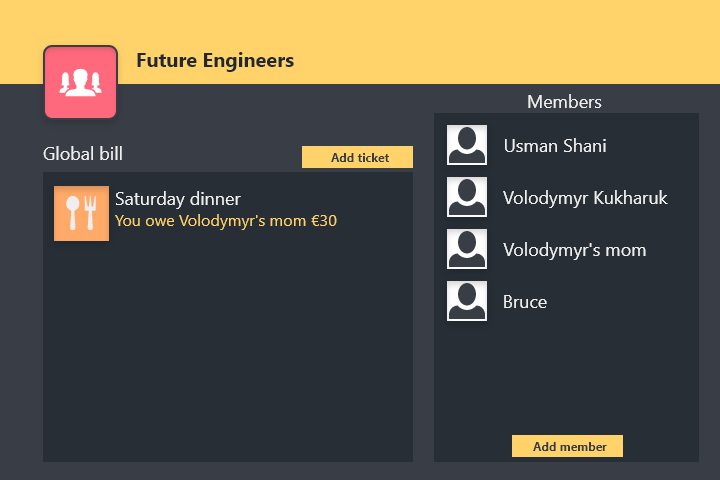 Future Engineers
Members
Global bill
Add ticket
Saturday dinner
You owe Volodymyr's mom €30
Usman Shani
Volodymyr Kukharuk
Volodymyr's mom
Bruce
Add member